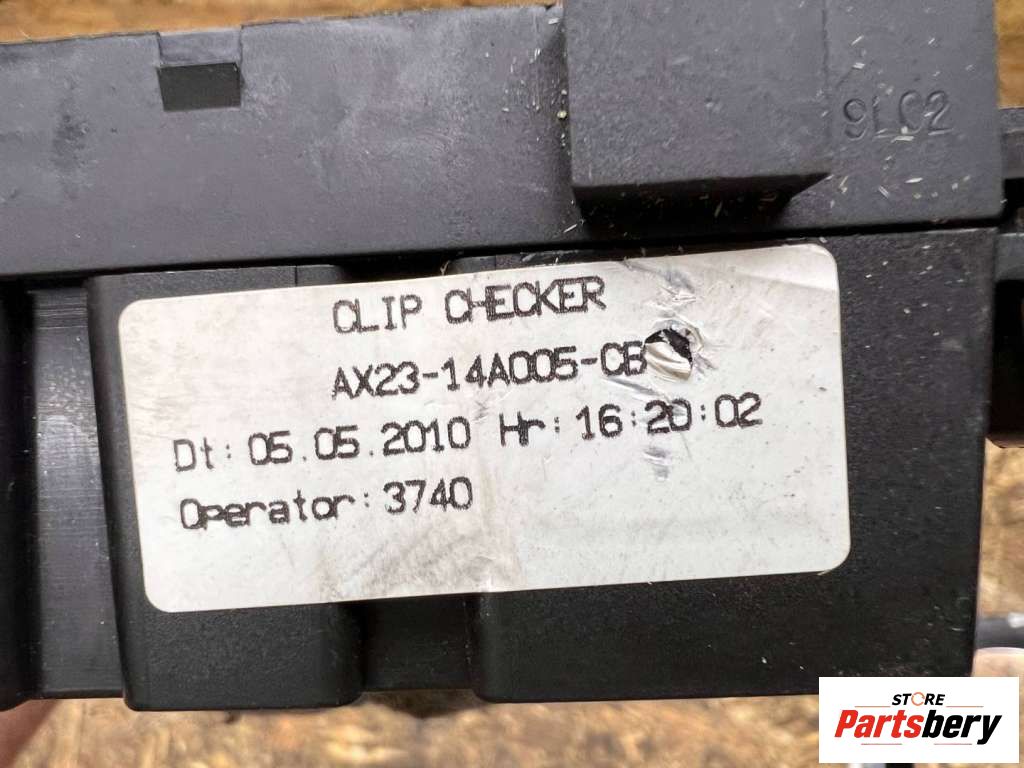 9LC2
CLIP CHECKER
AX23-14A005-CB
Dt: 05.05.2010 Hr: 16:20:02
Operator: 3740
STORE
Partsbery